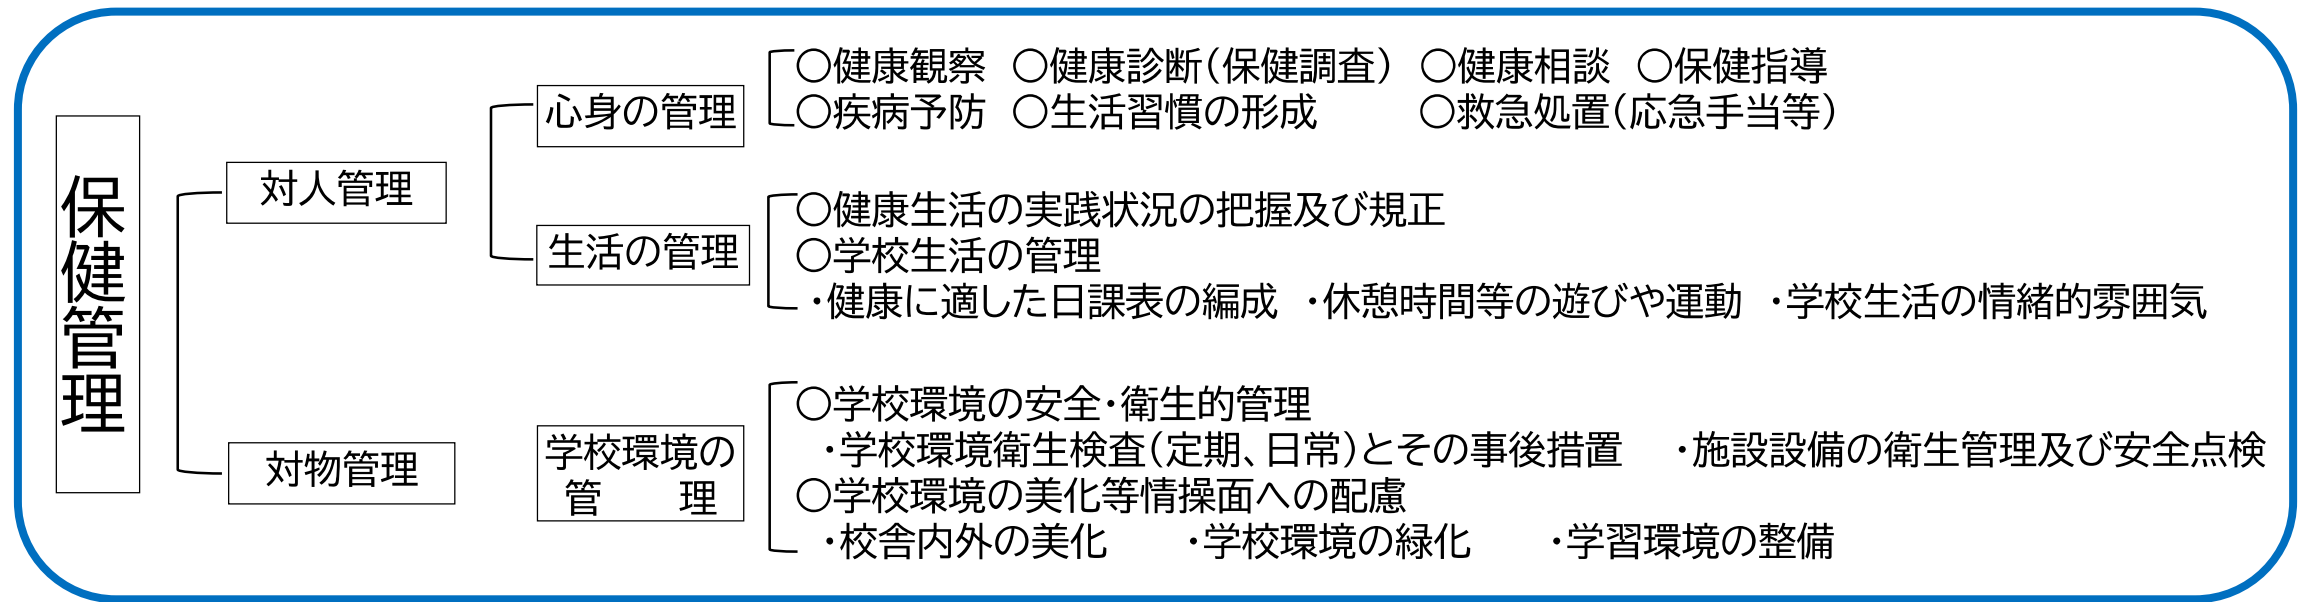 保健管理
対人管理
心身の管理
○健康観察 ○健康診断(保健調査) ○健康相談 ○保健指導
○疾病予防 ○生活習慣の形成 ○救急処置(応急手当等)
生活の管理
○健康生活の実践状況の把握及び規正
○学校生活の管理
・健康に適した日課表の編成 ・休憩時間等の遊びや運動 ・学校生活の情緒的雰囲気
対物管理
学校環境の
管 理
○学校環境の安全・衛生的管理
・学校環境衛生検査(定期、日常)とその事後措置 ・施設設備の衛生管理及び安全点検
○学校環境の美化等情操面への配慮
・校舎内外の美化 ・学校環境の緑化 ・学習環境の整備